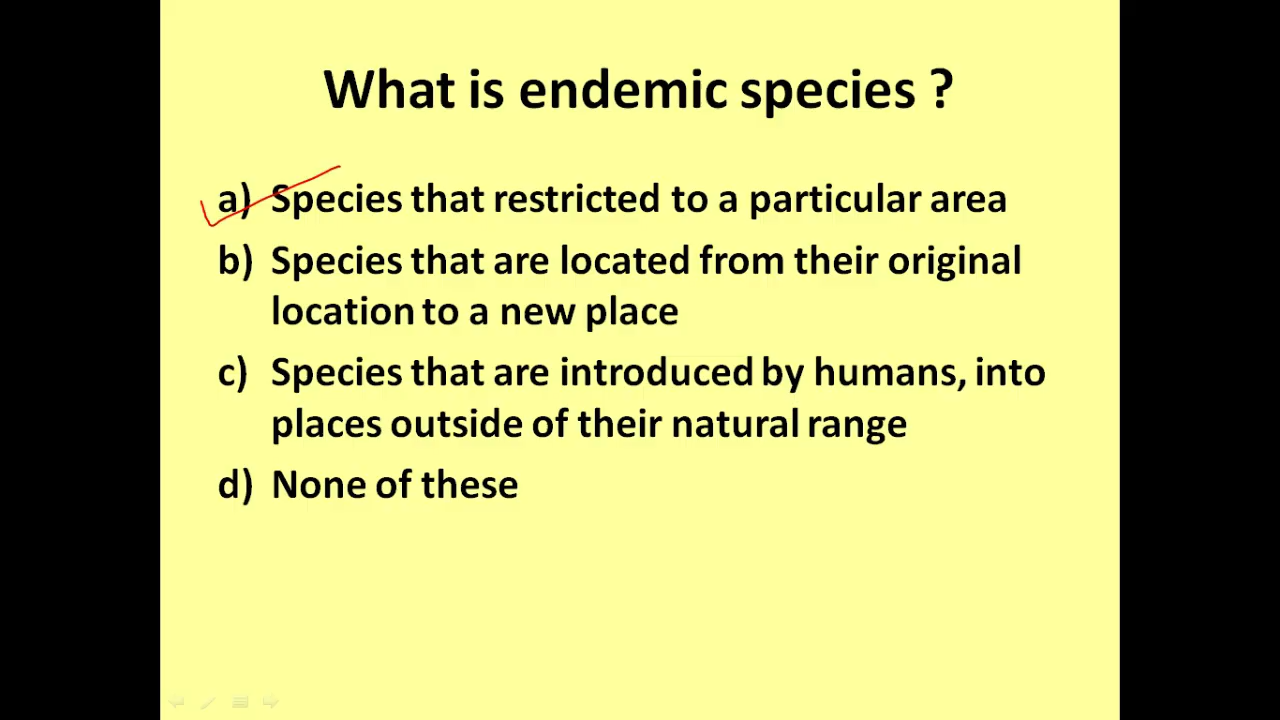 What is endemic species ?
a) Species that restricted to a particular area
b) Species that are located from their original
location to a new place
c) Species that are introduced by humans, into
places outside of their natural range
d) None of these